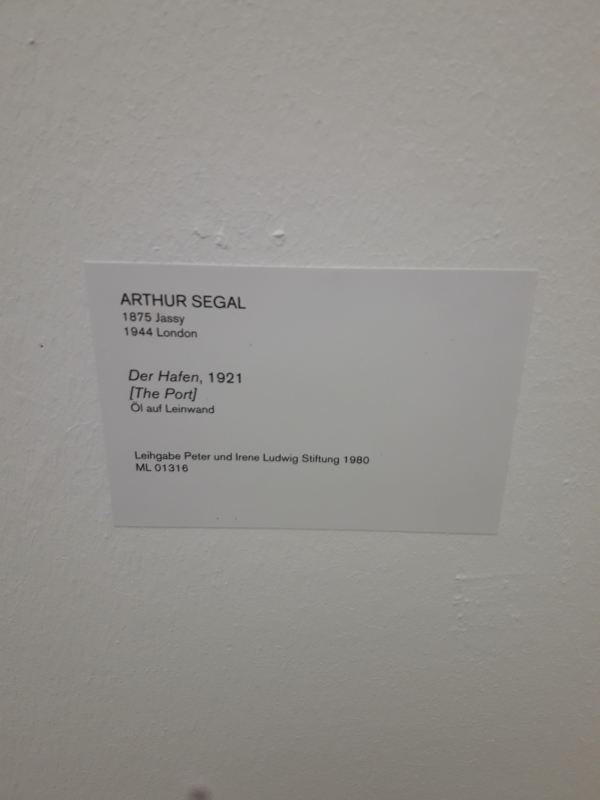 ARTHUR SEGAL
1875 Jassy
1944 London
Der Hafen, 1921
[The Port]
Öl auf Leinwand
Leihgabe Peter und Irene Ludwig Stiftung 1980
ML 01316